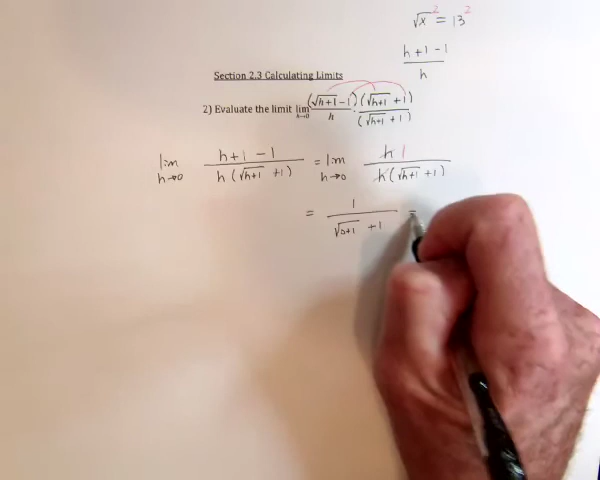 √x² = 13²
h+1-1 / h
Section 2.3 Calculating Limits
2) Evaluate the limit lim h→0 (√h+1 -1) / h · (√h+1 +1) / (√h+1 +1)
lim h→0 h+1-1 / h(√h+1 +1) = lim h→0 h 1 / h(√h+1 +1)
= 1 / √0+1 +1 =